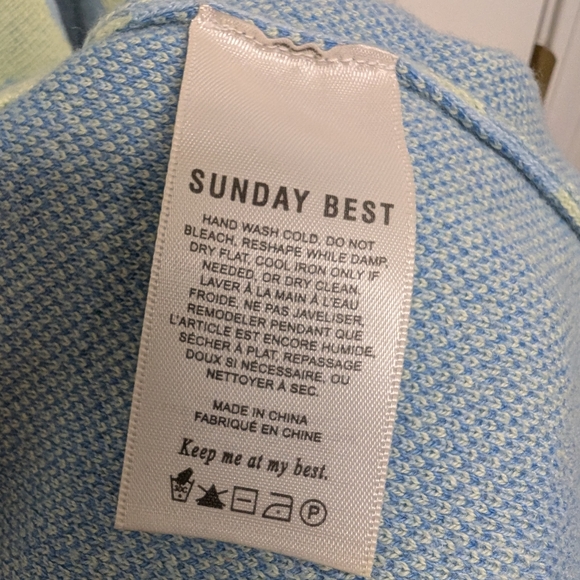 SUNDAY BEST
HAND WASH COLD, DO NOT
BLEACH, RESHAPE WHILE DAMP,
DRY FLAT, COOL IRON ONLY IF
NEEDED, OR DRY CLEAN.
LAVER À LA MAIN À L'EAU
FROIDE, NE PAS JAVELISER,
REMODELER PENDANT QUE
L'ARTICLE EST ENCORE HUMIDE,
SÉCHER À PLAT, REPASSAGE
DOUX SI NÉCESSAIRE, OU
NETTOYER À SEC.
MADE IN CHINA
FABRIQUÉ EN CHINE
Keep me at my best.
30C
P